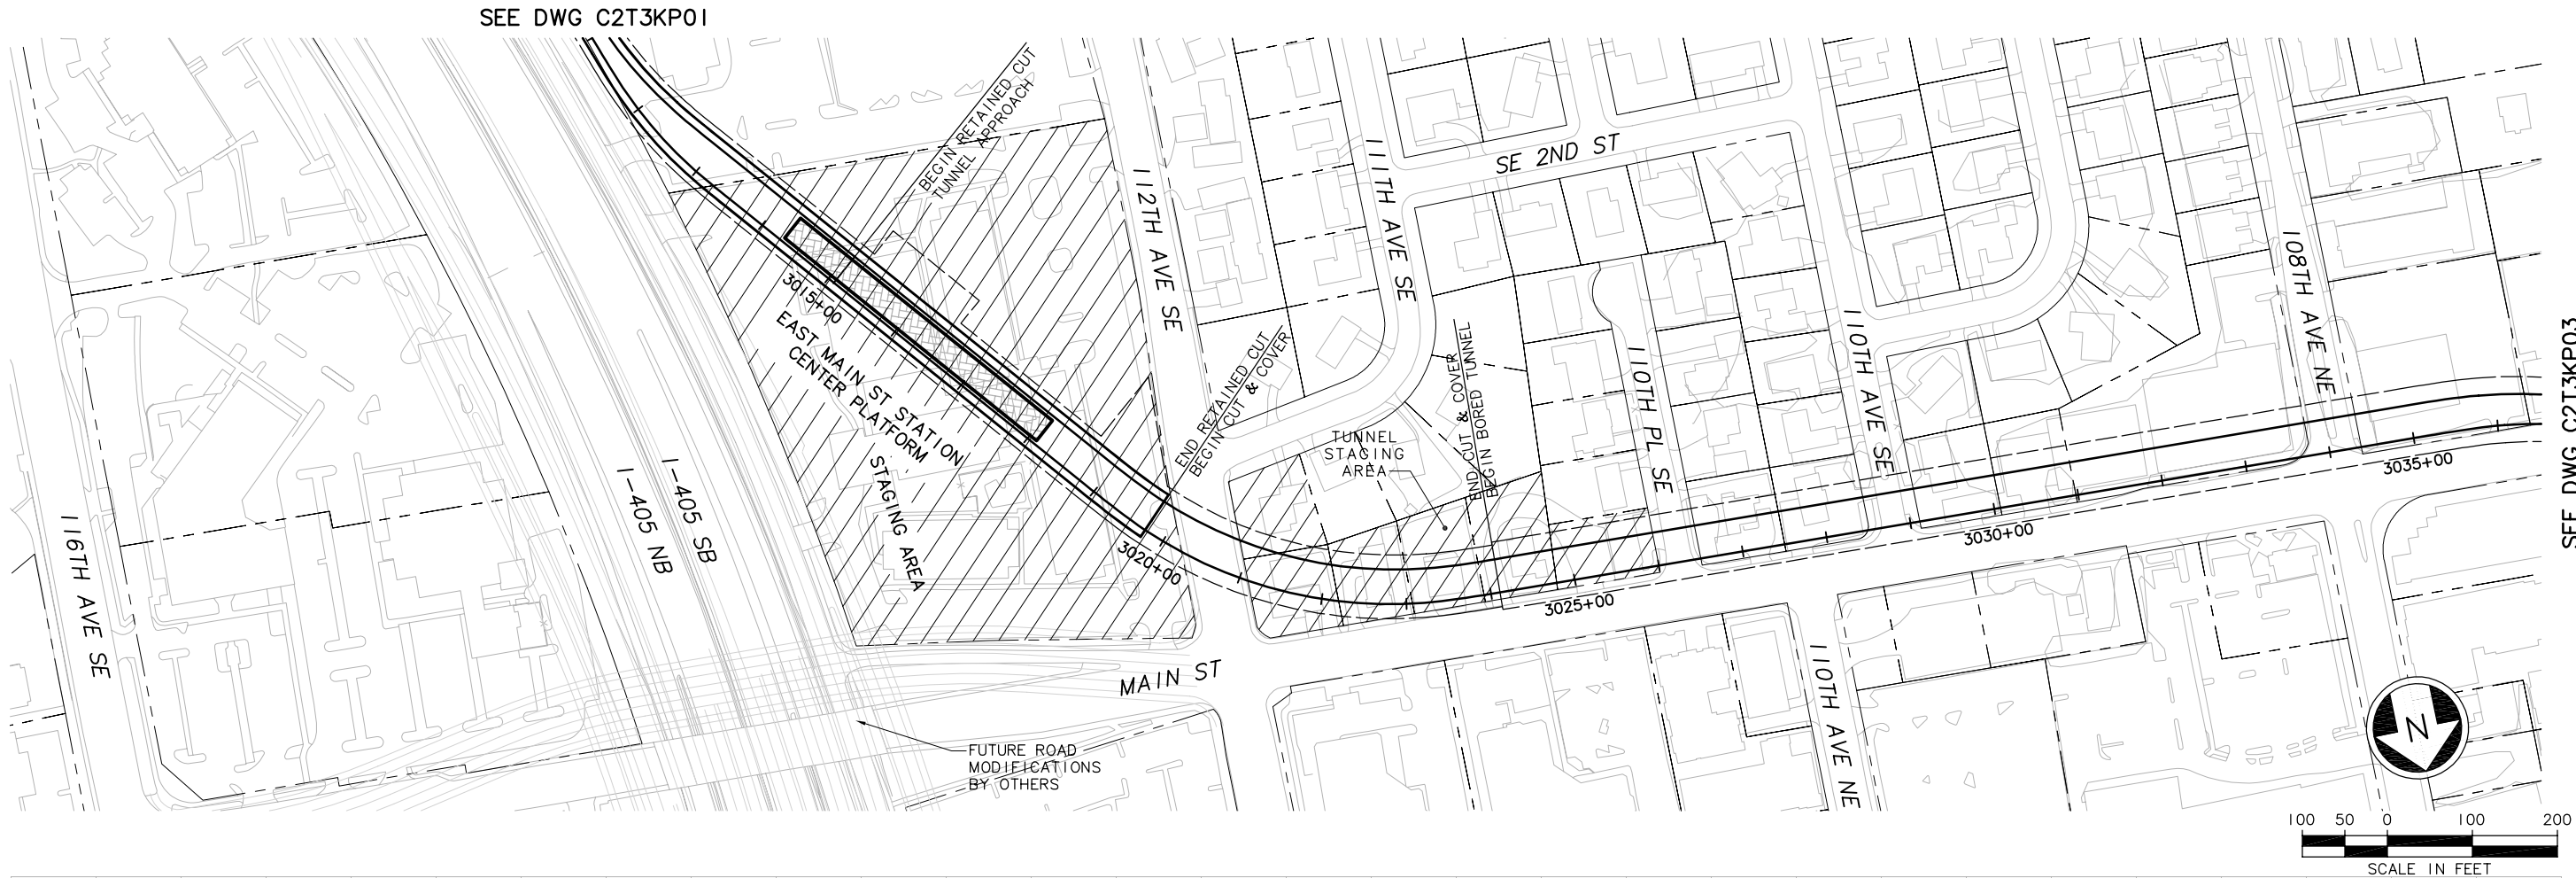 SEE DWG C2T3KP01
BEGIN RETAINED CUT
TUNNEL APPROACH
112TH AVE SE
111TH AVE SE
SE 2ND ST
108TH AVE NE
SEE DWG C2T3KP03
3015+00
EAST MAIN ST STATION
CENTER PLATFORM
STAGING AREA
END RETAINED CUT
BEGIN CUT & COVER
TUNNEL
STAGING
AREA
END CUT & COVER
BEGIN BORED TUNNEL
110TH PL SE
110TH AVE SE
3035+00
I-405 SB
I-405 NB
116TH AVE SE
3020+00
3025+00
3030+00
MAIN ST
110TH AVE NE
FUTURE ROAD
MODIFICATIONS
BY OTHERS
N
100 50 0 100 200
SCALE IN FEET